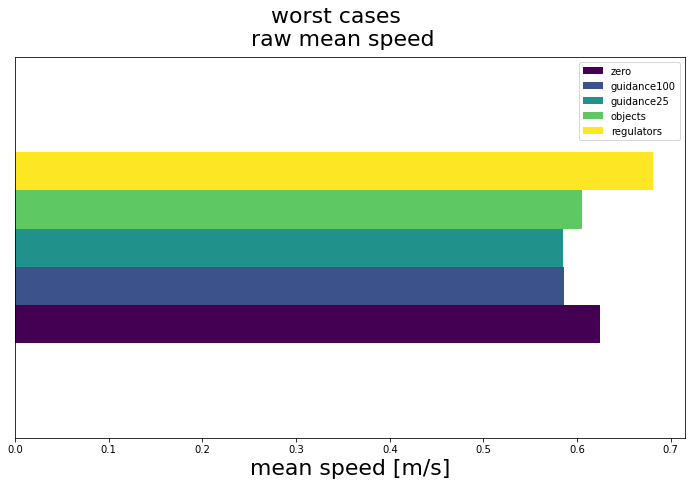 worst cases
raw mean speed
zero
guidance100
guidance25
objects
regulators
0.0 0.1 0.2 0.3 0.4 0.5 0.6 0.7
mean speed [m/s]